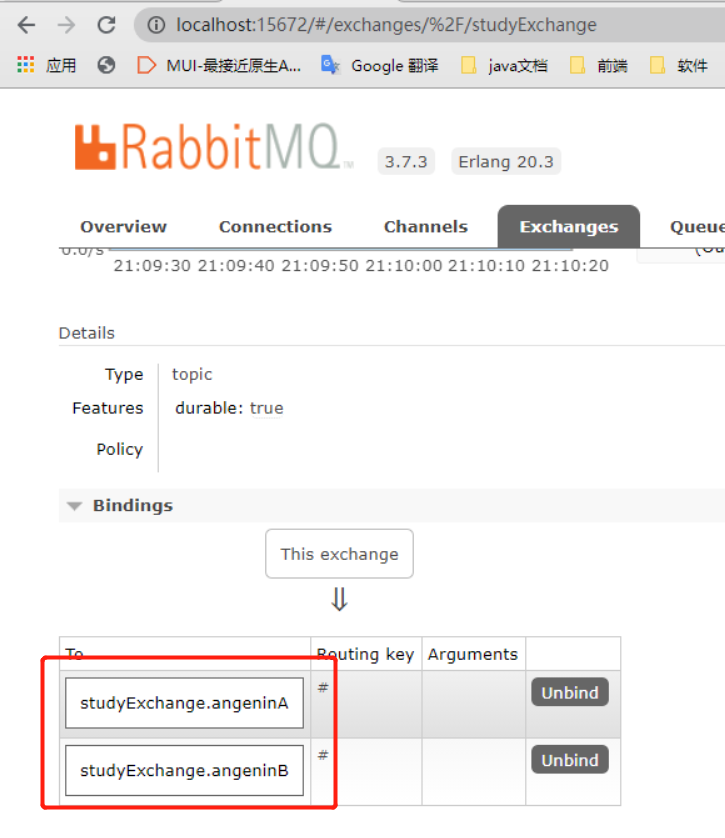 localhost:15672/#/exchanges/%2F/studyExchange
应用 MUI-最接近原生A... Google 翻译 java文档 前端 软件
RabbitMQ TM 3.7.3 Erlang 20.3
Overview Connections Channels Exchanges Queue
0.0/s
21:09:30 21:09:40 21:09:50 21:10:00 21:10:10 21:10:20
Details
Type topic
Features durable: true
Policy
Bindings
This exchange
⇓
To Routing key Arguments
studyExchange.angeninA # Unbind
studyExchange.angeninB # Unbind